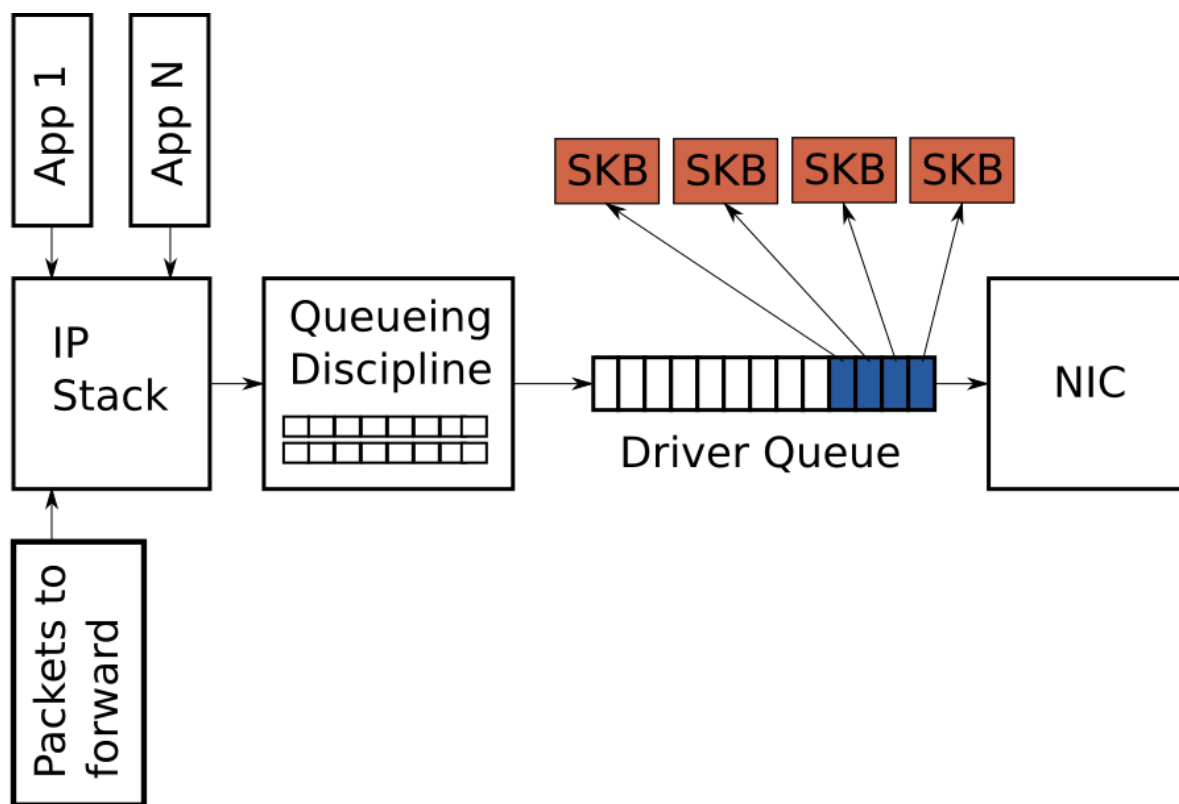 App 1
App N
SKB
SKB
SKB
SKB
IP
Stack
Queueing
Discipline
Driver Queue
NIC
Packets to
forward